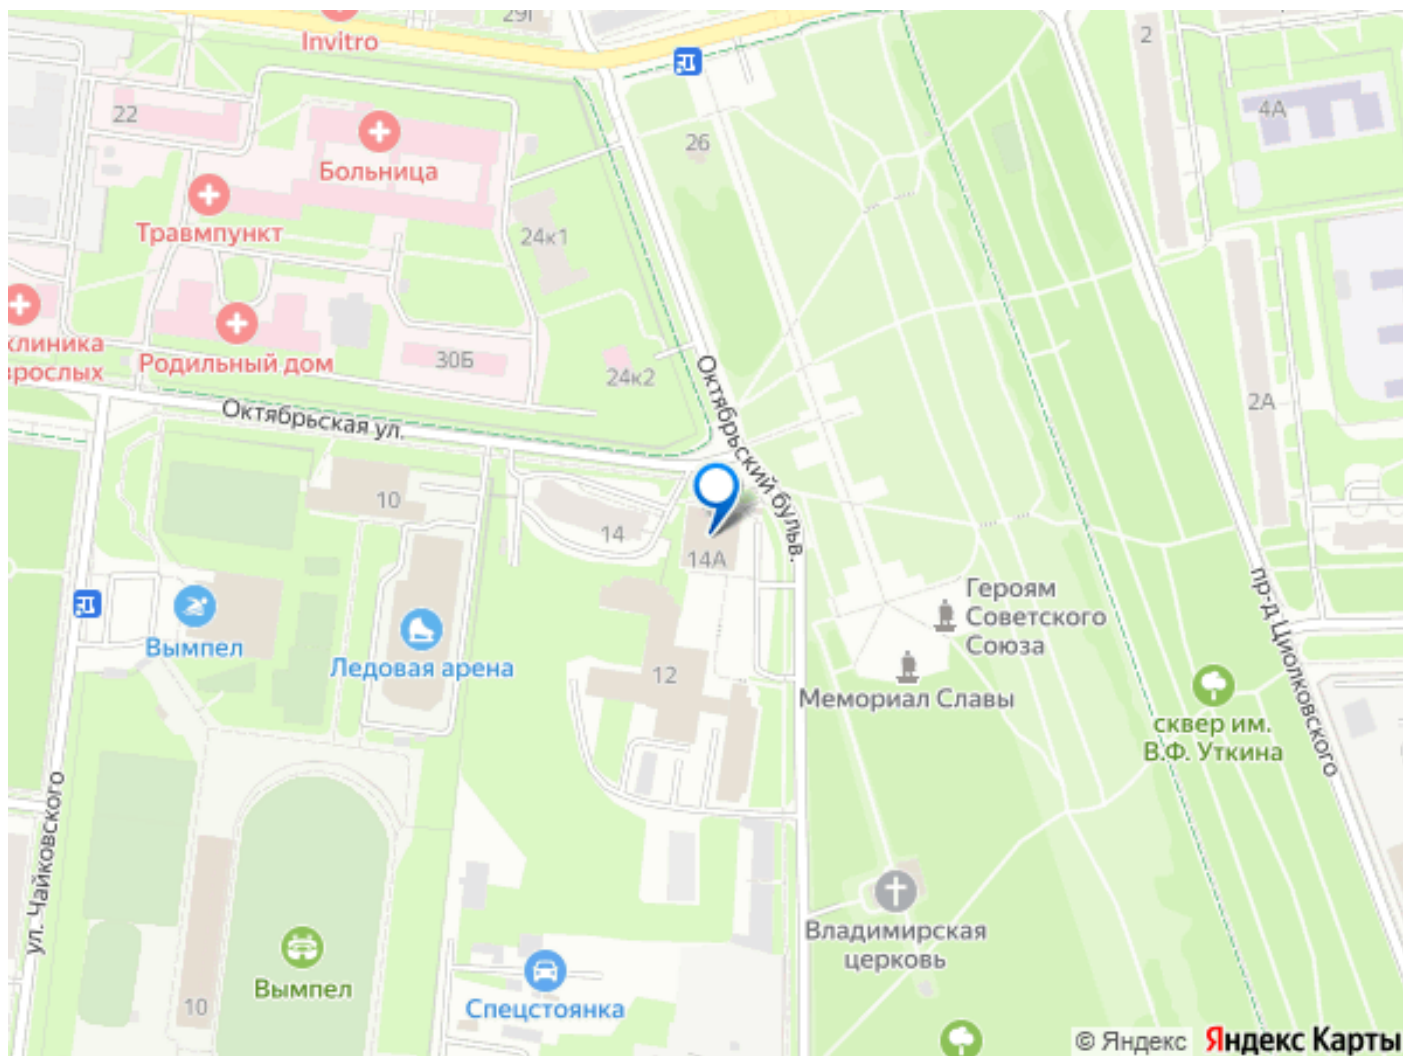 29Г
Invitro
2
22
4А
26
Больница
Травмпункт
24к1
клиника
зрослых
Родильный дом
30Б
24к2
Октябрьский бульв.
2А
Октябрьская ул.
10
14
14А
Героям
Советского
Союза
Вымпел
Ледовая арена
12
Мемориал Славы
пр-д Циолковского
сквер им.
В.Ф. Уткина
ул. Чайковского
Владимирская
церковь
Вымпел
10
Спецстоянка
© Яндекс Яндекс Карты